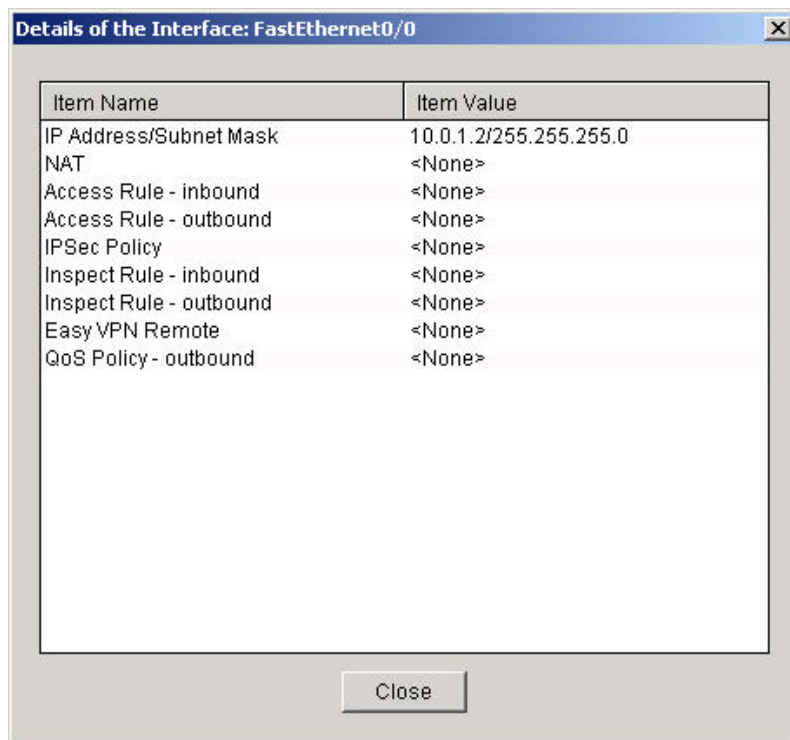 Details of the Interface: FastEthernet0/0
Item Name Item Value
IP Address/Subnet Mask 10.0.1.2/255.255.255.0
NAT <None>
Access Rule - inbound <None>
Access Rule - outbound <None>
IPSec Policy <None>
Inspect Rule - inbound <None>
Inspect Rule - outbound <None>
Easy VPN Remote <None>
QoS Policy - outbound <None>
Close